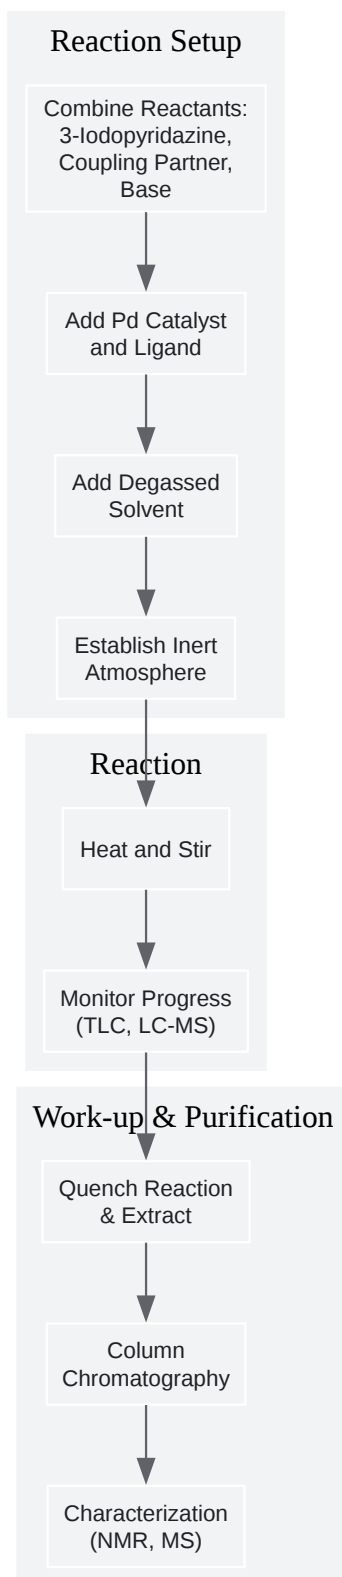 Reaction Setup
Combine Reactants:
3-Iodopyridazine,
Coupling Partner,
Base
Add Pd Catalyst
and Ligand
Add Degassed
Solvent
Establish Inert
Atmosphere
Reaction
Heat and Stir
Monitor Progress
(TLC, LC-MS)
Work-up & Purification
Quench Reaction
& Extract
Column
Chromatography
Characterization
(NMR, MS)